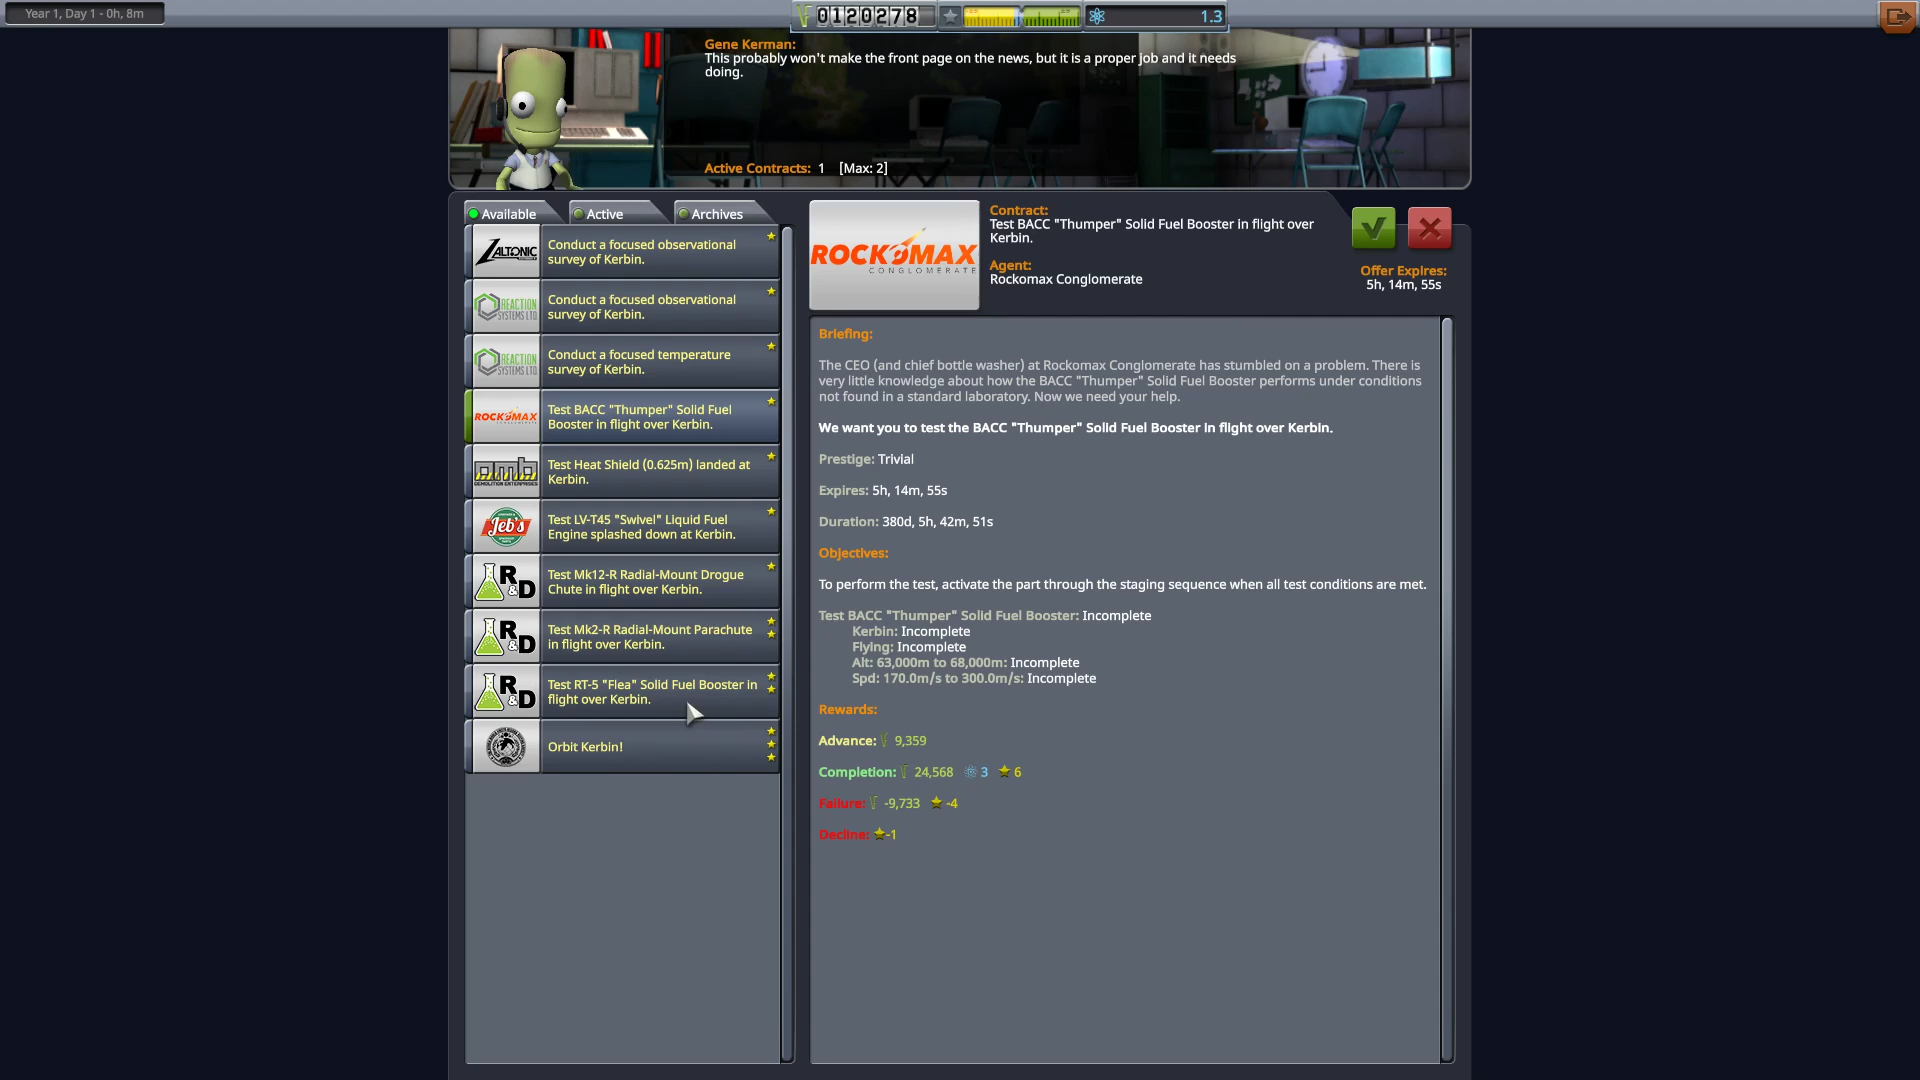 Year 1, Day 1 - 0h, 8m
0120278
1.3
Gene Kerman:
This probably won't make the front page on the news, but it is a proper job and it needs
doing.
Active Contracts: 1 [Max: 2]
Available
Active
Archives
ZALTONIC
Conduct a focused observational
survey of Kerbin.
REACTION
SYSTEMS LTD
Conduct a focused observational
survey of Kerbin.
REACTION
SYSTEMS LTD
Conduct a focused temperature
survey of Kerbin.
ROCKOMAX
CONGLOMERATE
Test BACC "Thumper" Solid Fuel
Booster in flight over Kerbin.
omb
DEMOLITION ENTERPRISES
Test Heat Shield (0.625m) landed at
Kerbin.
Jeb's
Test LV-T45 "Swivel" Liquid Fuel
Engine splashed down at Kerbin.
R&D
Test Mk12-R Radial-Mount Drogue
Chute in flight over Kerbin.
R&D
Test Mk2-R Radial-Mount Parachute
in flight over Kerbin.
R&D
Test RT-5 "Flea" Solid Fuel Booster in
flight over Kerbin.
Orbit Kerbin!
ROCKOMAX
CONGLOMERATE
Contract:
Test BACC "Thumper" Solid Fuel Booster in flight over
Kerbin.
Agent:
Rockomax Conglomerate
Offer Expires:
5h, 14m, 55s
Briefing:
The CEO (and chief bottle washer) at Rockomax Conglomerate has stumbled on a problem. There is
very little knowledge about how the BACC "Thumper" Solid Fuel Booster performs under conditions
not found in a standard laboratory. Now we need your help.
We want you to test the BACC "Thumper" Solid Fuel Booster in flight over Kerbin.
Prestige: Trivial
Expires: 5h, 14m, 55s
Duration: 380d, 5h, 42m, 51s
Objectives:
To perform the test, activate the part through the staging sequence when all test conditions are met.
Test BACC "Thumper" Solid Fuel Booster: Incomplete
Kerbin: Incomplete
Flying: Incomplete
Alt: 63,000m to 68,000m: Incomplete
Spd: 170.0m/s to 300.0m/s: Incomplete
Rewards:
Advance: 9,359
Completion: 24,568 3 6
Failure: -9,733 -4
Decline: -1